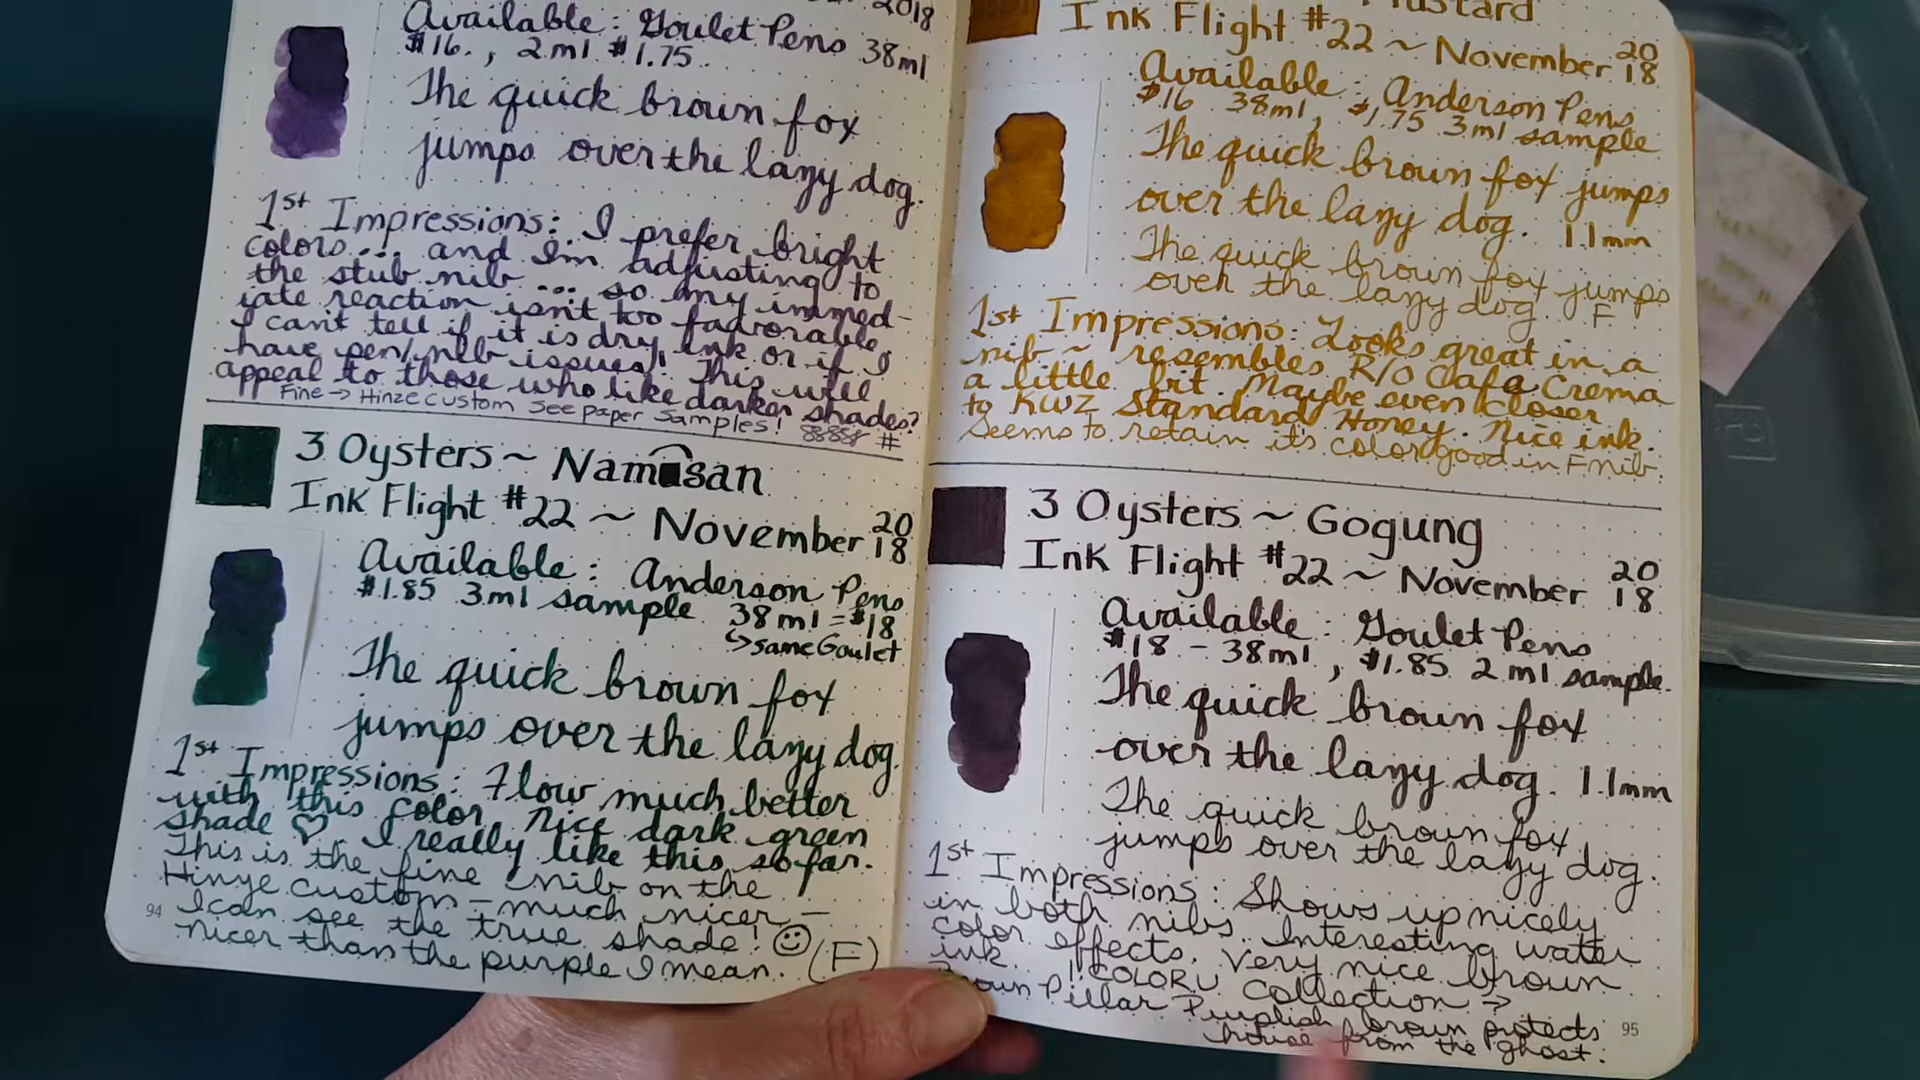 2018
Available: Goulet Pens 38ml
$16. , 2ml $1.75
The quick brown fox
jumps over the lazy dog.
1st Impressions: I prefer bright
colors... and I'm adjusting to
the stub nib ... so my immed-
iate reaction isn't too favorable.
I can't tell if it is dry ink or if I
have pen/nib issues! This will
appeal to those who like darker shades?
Fine → Hinze custom See paper samples! 88888 #
3 Oysters ~ Namsan
Ink Flight #22 ~ November 2018
Available: Anderson Pens
$1.85 3ml sample 38ml = $18
↳ same Goulet
The quick brown fox
jumps over the lazy dog.
1st Impressions: Flow much better
with this color. Nice dark green
shade ♡. I really like this so far.
This is the fine nib on the
Hinze custom - much nicer -
I can see the true shade! ☺
nicer than the purple I mean. (F)
94
Mustard
Ink Flight #22 ~ November 2018
Available: Anderson Pens
$16 38ml, $1.75 3ml sample
The quick brown fox jumps
over the lazy dog. 1.1mm
The quick brown fox jumps
over the lazy dog. F
1st Impressions: Looks great in a
nib ~ resembles R/O Cafe Crema
a little bit. Maybe even closer
to KWZ Standard Honey. Nice ink.
Seems to retain it's color good in F nib.
3 Oysters ~ Gogung
Ink Flight #22 ~ November 2018
Available: Goulet Pens
$18 - 38ml, $1.85 2ml sample.
The quick brown fox
over the lazy dog. 1.1mm
The quick brown fox
jumps over the lazy dog.
1st Impressions: Shows up nicely
in both nibs. Interesting water
color effects. Very nice brown
ink. !!COLOR U Collection →
Brown Pillar Purplish brown protects
house from the ghost.
95